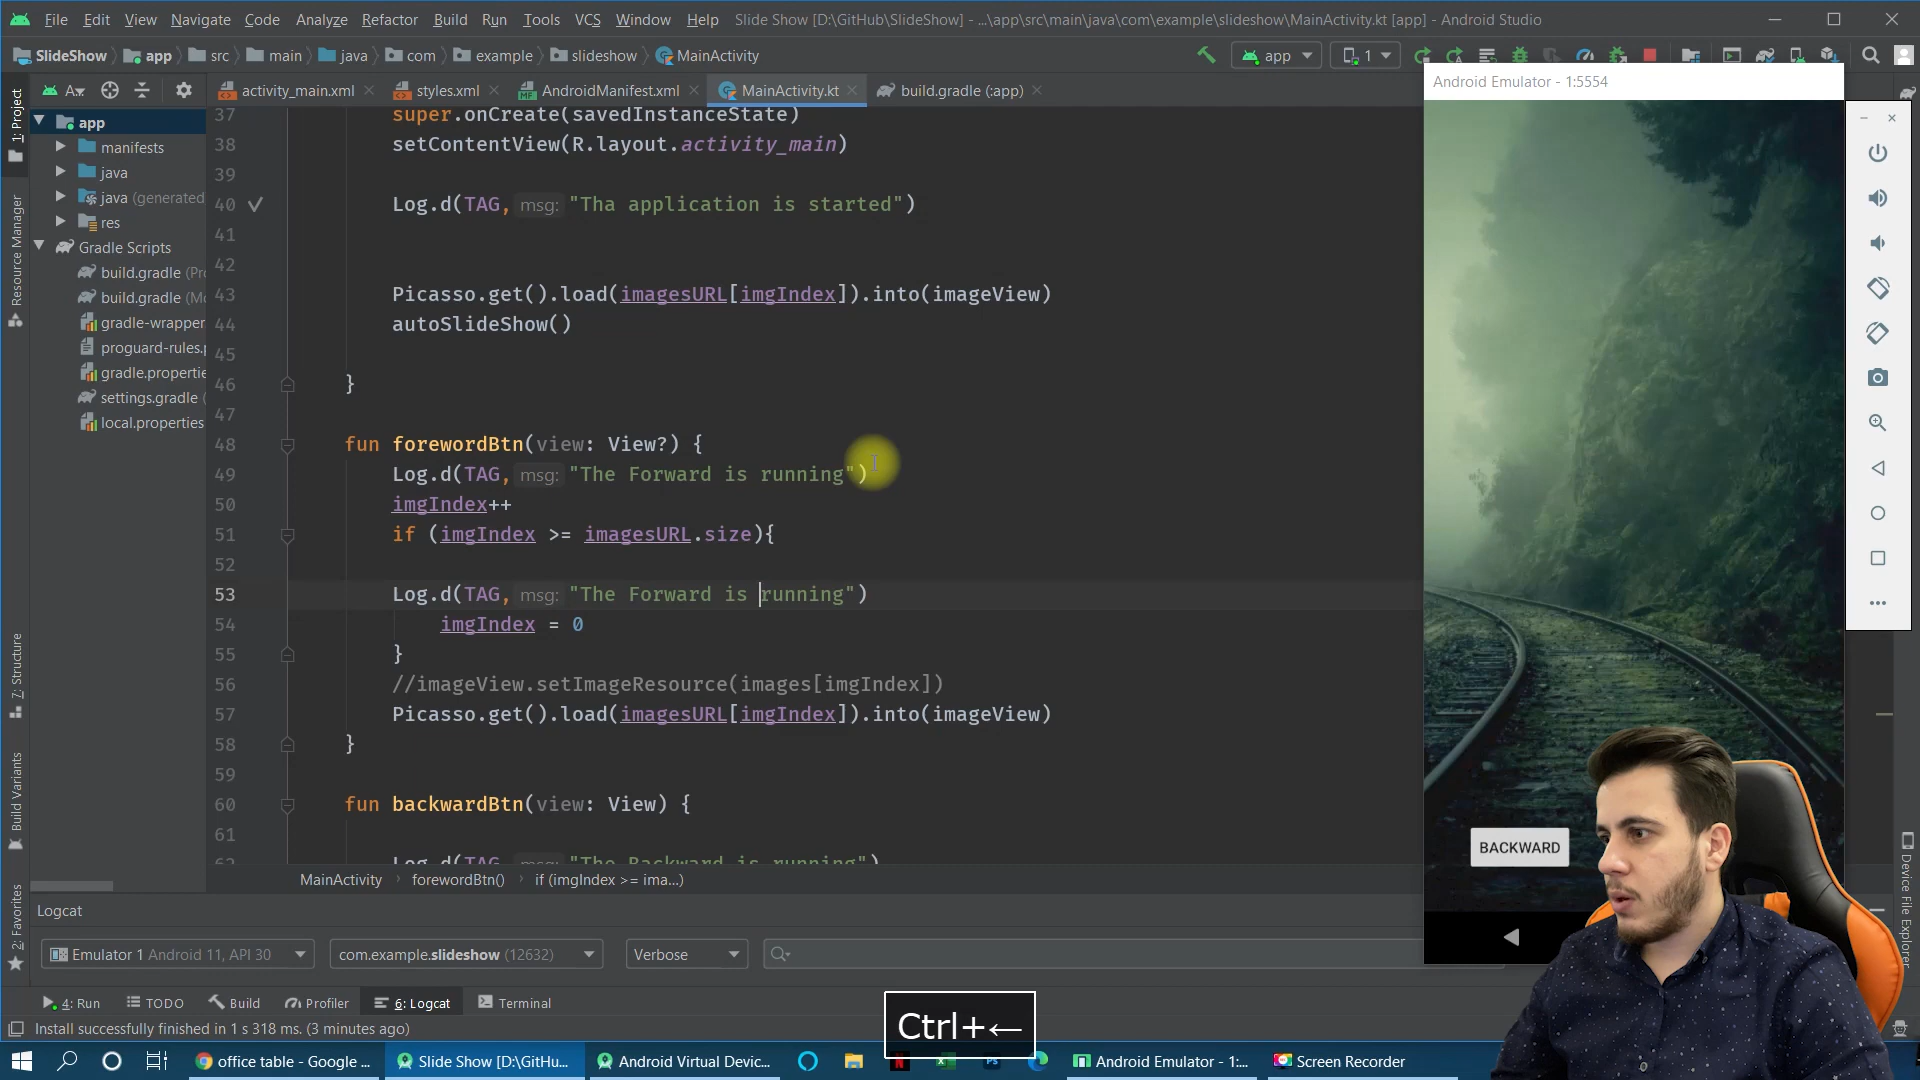 File Edit View Navigate Code Analyze Refactor Build Run Tools VCS Window Help Slide Show [D:\GitHub\SlideShow] - ...\app\src\main\java\com\example\slideshow\MainActivity.kt [app] - Android Studio
SlideShow app src main java com example slideshow MainActivity app 1
activity_main.xml styles.xml AndroidManifest.xml MainActivity.kt build.gradle (:app)
Android Emulator - 1:5554
1: Project
Resource Manager
7: Structure
Build Variants
2: Favorites
Device File Explorer
app
manifests
java
java (generated
res
Gradle Scripts
build.gradle (Pr
build.gradle (Mo
gradle-wrapper
proguard-rules.p
gradle.propertie
settings.gradle (
local.properties
37 super.onCreate(savedInstanceState)
38 setContentView(R.layout.activity_main)
39
40 Log.d(TAG, msg: "Tha application is started")
41
42
43 Picasso.get().load(imagesURL[imgIndex]).into(imageView)
44 autoSlideShow()
45
46 }
47
48 fun forewordBtn(view: View?) {
49 Log.d(TAG, msg: "The Forward is running")
50 imgIndex++
51 if (imgIndex >= imagesURL.size){
52
53 Log.d(TAG, msg: "The Forward is running")
54 imgIndex = 0
55 }
56 //imageView.setImageResource(images[imgIndex])
57 Picasso.get().load(imagesURL[imgIndex]).into(imageView)
58 }
59
60 fun backwardBtn(view: View) {
61
62 Log.d(TAG, msg: "The Backward is running")
BACKWARD
MainActivity forewordBtn() if (imgIndex >= ima...)
Logcat
Emulator 1 Android 11, API 30 com.example.slideshow (12632) Verbose
4: Run TODO Build Profiler 6: Logcat Terminal
Install successfully finished in 1 s 318 ms. (3 minutes ago)
Ctrl+←
office table - Google ... Slide Show [D:\GitHu... Android Virtual Devic... Android Emulator - 1:... Screen Recorder